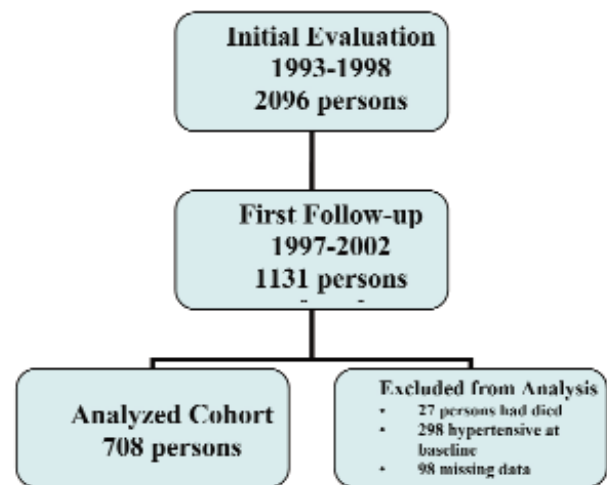 Initial Evaluation
1993-1998
2096 persons
First Follow-up
1997-2002
1131 persons
Analyzed Cohort
708 persons
Excluded from Analysis
• 27 persons had died
• 298 hypertensive at
baseline
• 98 missing data